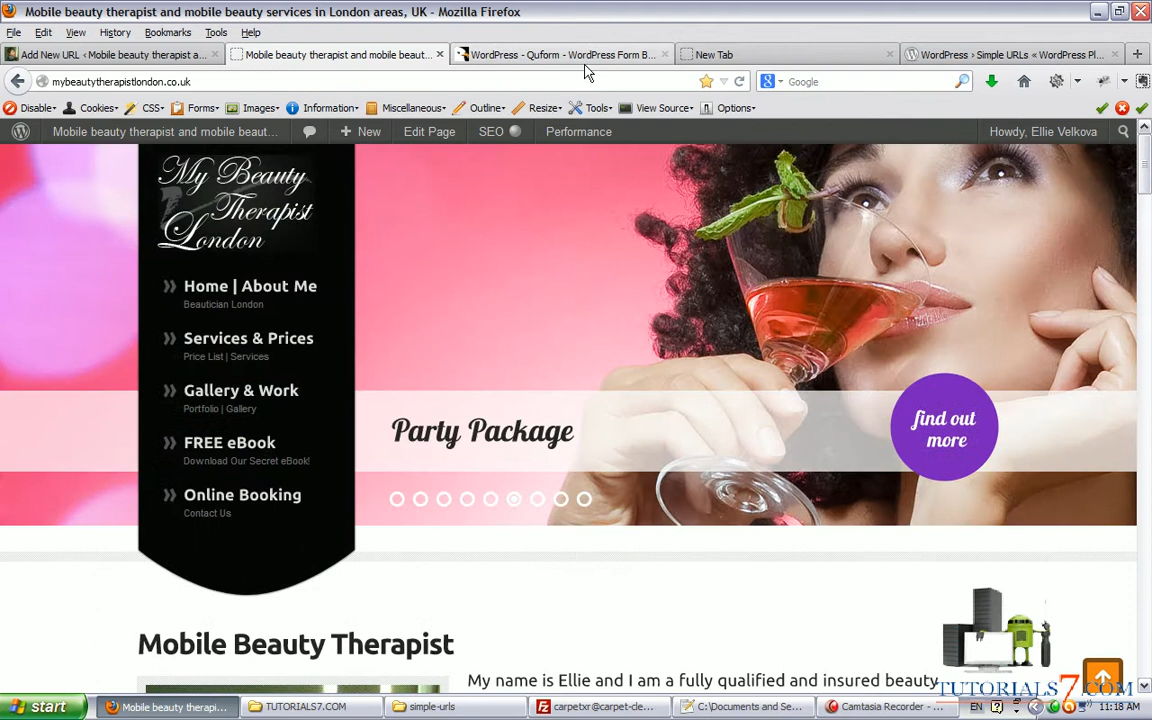 Mobile beauty therapist and mobile beauty services in London areas, UK - Mozilla Firefox
File Edit View History Bookmarks Tools Help
Add New URL ‹ Mobile beauty therapist a... Mobile beauty therapist and mobile beaut... WordPress - Quform - WordPress Form B... New Tab WordPress › Simple URLs « WordPress Pl...
mybeautytherapistlondon.co.uk Google
Disable Cookies CSS Forms Images Information Miscellaneous Outline Resize Tools View Source Options
Mobile beauty therapist and mobile beaut... New Edit Page SEO Performance Howdy, Ellie Velkova
My Beauty
Therapist
London
Home | About Me
Beautician London
Services & Prices
Price List | Services
Gallery & Work
Portfolio | Gallery
FREE eBook
Download Our Secret eBook!
Online Booking
Contact Us
Party Package
find out
more
Mobile Beauty Therapist
My name is Ellie and I am a fully qualified and insured beauty
TUTORIALS7.COM
start Mobile beauty therapi... TUTORIALS7.COM simple-urls carpetxr@carpet-de... C:\Documents and Se... Camtasia Recorder - ... EN 11:18 AM